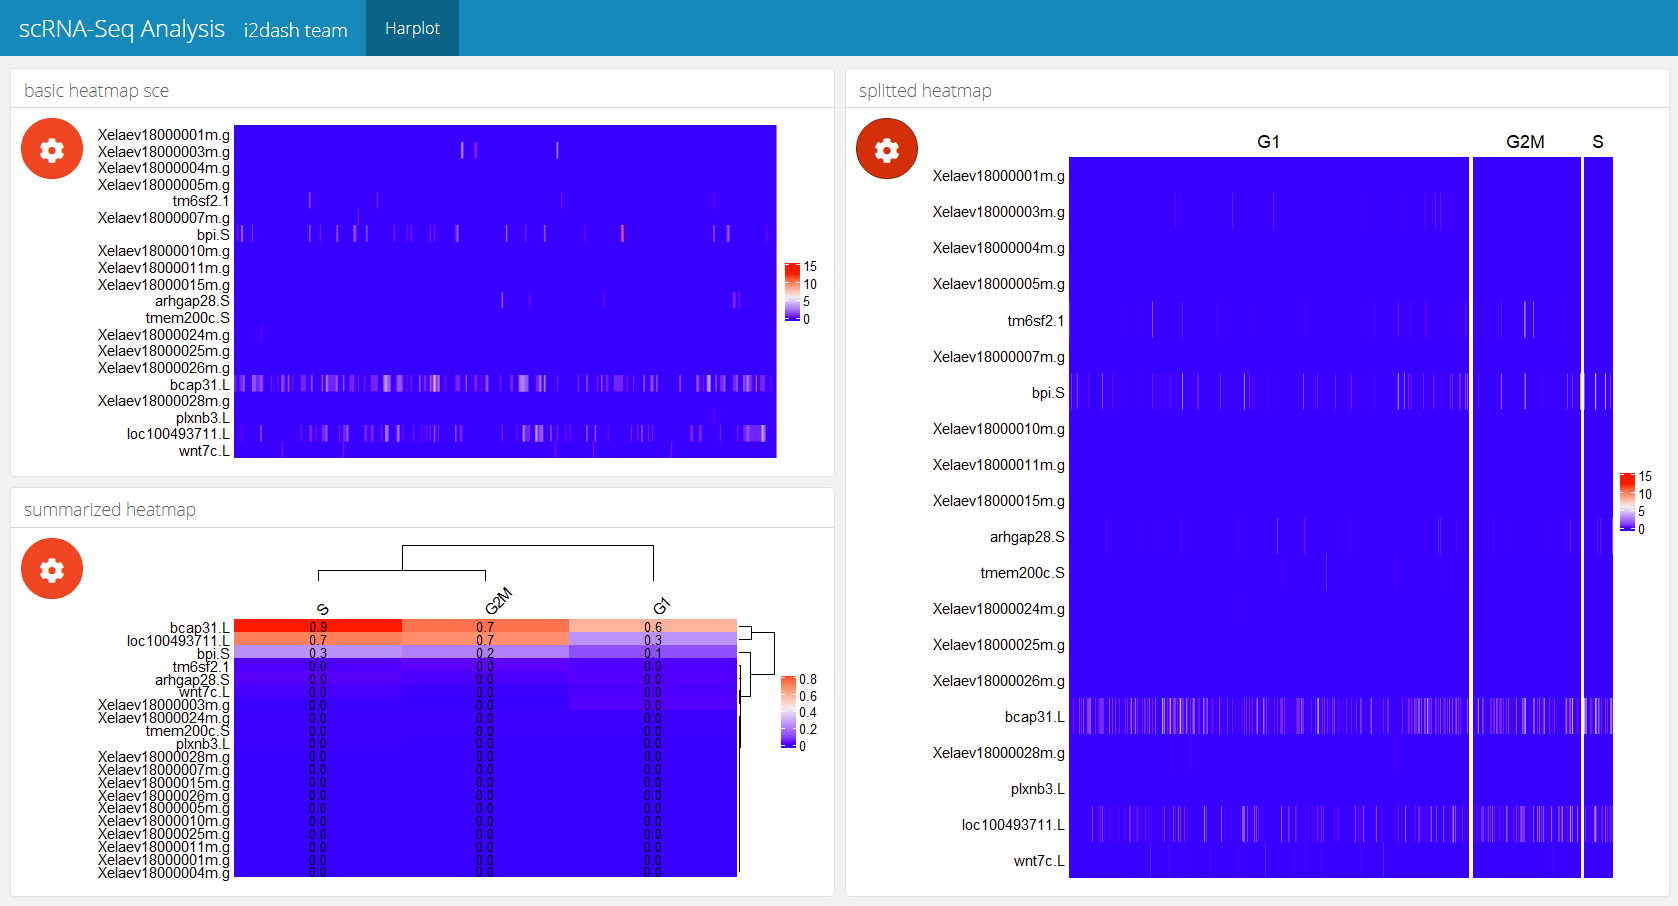 scRNA-Seq Analysis i2dash team Harplot
basic heatmap sce
Xelaev18000001m.g
Xelaev18000003m.g
Xelaev18000004m.g
Xelaev18000005m.g
tm6sf2.1
Xelaev18000007m.g
bpi.S
Xelaev18000010m.g
Xelaev18000011m.g
Xelaev18000015m.g
arhgap28.S
tmem200c.S
Xelaev18000024m.g
Xelaev18000025m.g
Xelaev18000026m.g
bcap31.L
Xelaev18000028m.g
plxnb3.L
loc100493711.L
wnt7c.L
15
10
5
0
summarized heatmap
S G2M G1
bcap31.L 0.9 0.7 0.6
loc100493711.L 0.7 0.7 0.3
bpi.S 0.3 0.2 0.1
tm6sf2.1 0.0 0.0 0.0
arhgap28.S 0.0 0.0 0.0
wnt7c.L 0.0 0.0 0.0
Xelaev18000003m.g 0.0 0.0 0.0
Xelaev18000024m.g 0.0 0.0 0.0
tmem200c.S 0.0 0.0 0.0
plxnb3.L 0.0 0.0 0.0
Xelaev18000028m.g 0.0 0.0 0.0
Xelaev18000007m.g 0.0 0.0 0.0
Xelaev18000015m.g 0.0 0.0 0.0
Xelaev18000026m.g 0.0 0.0 0.0
Xelaev18000005m.g 0.0 0.0 0.0
Xelaev18000010m.g 0.0 0.0 0.0
Xelaev18000025m.g 0.0 0.0 0.0
Xelaev18000011m.g 0.0 0.0 0.0
Xelaev18000001m.g 0.0 0.0 0.0
Xelaev18000004m.g 0.0 0.0 0.0
0.8
0.6
0.4
0.2
0
splitted heatmap
G1 G2M S
Xelaev18000001m.g
Xelaev18000003m.g
Xelaev18000004m.g
Xelaev18000005m.g
tm6sf2.1
Xelaev18000007m.g
bpi.S
Xelaev18000010m.g
Xelaev18000011m.g
Xelaev18000015m.g
arhgap28.S
tmem200c.S
Xelaev18000024m.g
Xelaev18000025m.g
Xelaev18000026m.g
bcap31.L
Xelaev18000028m.g
plxnb3.L
loc100493711.L
wnt7c.L
15
10
5
0